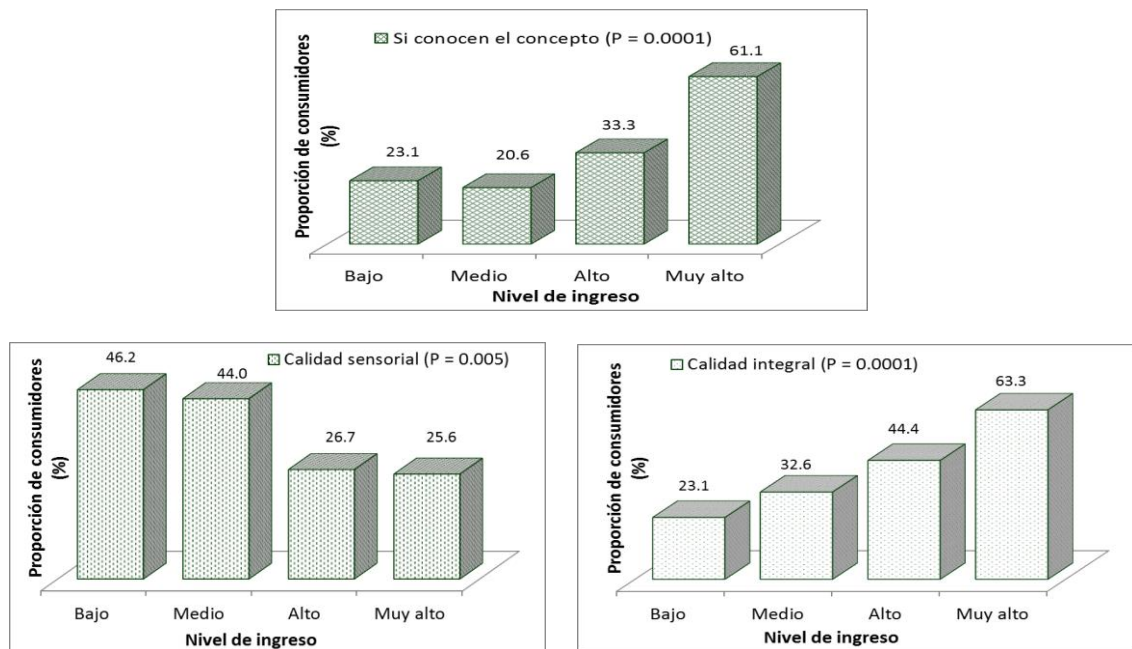 Si conocen el concepto (P = 0.0001)
Proporción de consumidores
(%)
23.1
20.6
33.3
61.1
Bajo Medio Alto Muy alto
Nivel de ingreso
Calidad sensorial (P = 0.005)
Proporción de consumidores
(%)
46.2
44.0
26.7
25.6
Bajo Medio Alto Muy alto
Nivel de ingreso
Calidad integral (P = 0.0001)
Proporción de consumidores
(%)
23.1
32.6
44.4
63.3
Bajo Medio Alto Muy alto
Nivel de ingreso